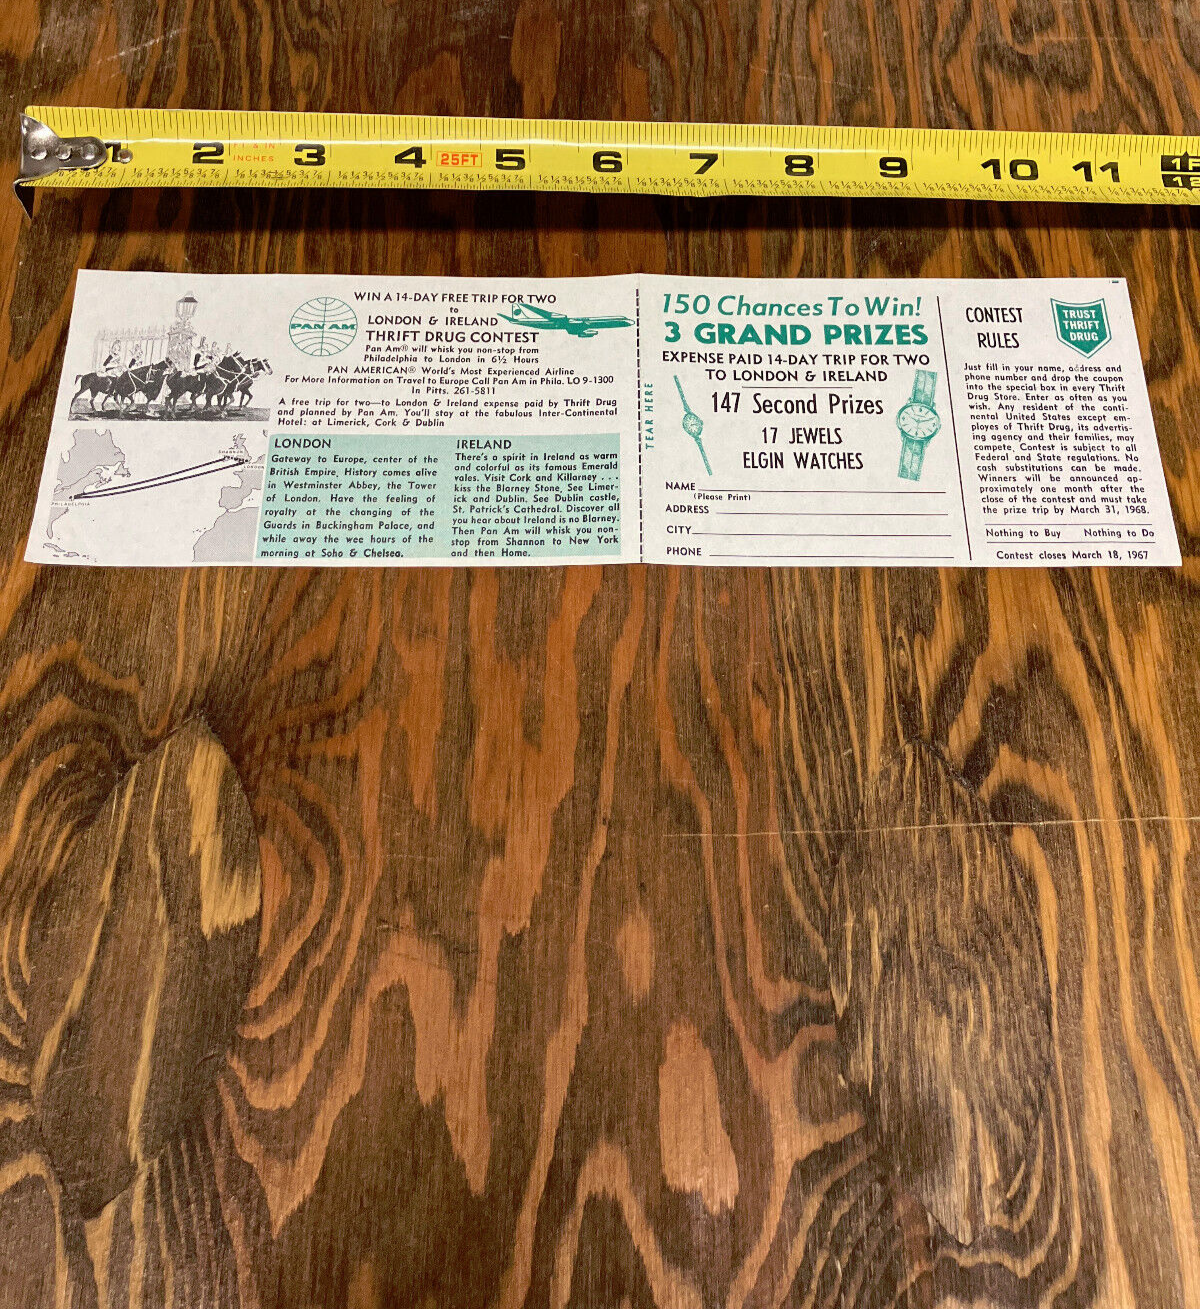 1 2 3 4 25FT 5 6 7 8 9 10 11
INCHES
PAN AM
WIN A 14-DAY FREE TRIP FOR TWO
to
LONDON & IRELAND
THRIFT DRUG CONTEST
Pan Am® will whisk you non-stop from
Philadelphia to London in 6½ Hours
PAN AMERICAN® World's Most Experienced Airline
For More Information on Travel to Europe Call Pan Am in Phila. LO 9-1300
In Pitts. 261-5811
A free trip for two—to London & Ireland expense paid by Thrift Drug
and planned by Pan Am. You'll stay at the fabulous Inter-Continental
Hotel: at Limerick, Cork & Dublin
SHANNON
LONDON
PHILADELPHIA
LONDON
Gateway to Europe, center of the
British Empire, History comes alive
in Westminster Abbey, the Tower
of London. Have the feeling of
royalty at the changing of the
Guards in Buckingham Palace, and
while away the wee hours of the
morning at Soho & Chelsea.
IRELAND
There's a spirit in Ireland as warm
and colorful as its famous Emerald
vales. Visit Cork and Killarney . . .
kiss the Blarney Stone, See Limer-
ick and Dublin. See Dublin castle,
St. Patrick's Cathedral. Discover all
you hear about Ireland is no Blarney.
Then Pan Am will whisk you non-
stop from Shannon to New York
and then Home.
TEAR HERE
150 Chances To Win!
3 GRAND PRIZES
EXPENSE PAID 14-DAY TRIP FOR TWO
TO LONDON & IRELAND
147 Second Prizes
17 JEWELS
ELGIN WATCHES
NAME
(Please Print)
ADDRESS
CITY
PHONE
CONTEST
RULES
TRUST
THRIFT
DRUG
Just fill in your name, address and
phone number and drop the coupon
into the special box in every Thrift
Drug Store. Enter as often as you
wish. Any resident of the conti-
nental United States except em-
ployes of Thrift Drug, its advertis-
ing agency and their families, may
compete. Contest is subject to all
Federal and State regulations. No
cash substitutions can be made.
Winners will be announced ap-
proximately one month after the
close of the contest and must take
the prize trip by March 31, 1968.
Nothing to Buy Nothing to Do
Contest closes March 18, 1967